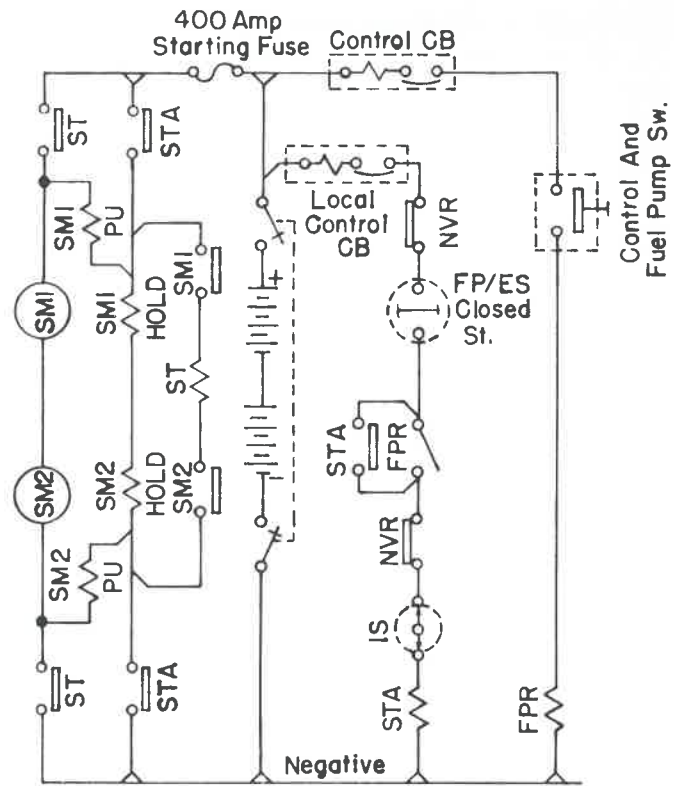 400 Amp
Starting Fuse
Control CB
ST
STA
Local
Control
CB
NVR
Control And
Fuel Pump Sw.
SM1
PU
SM1
SM1
HOLD
SM1
+
FP/ES
Closed
St.
ST
STA
FPR
SM2
SM2
HOLD
SM2
SM2
PU
NVR
IS
ST
STA
STA
FPR
Negative